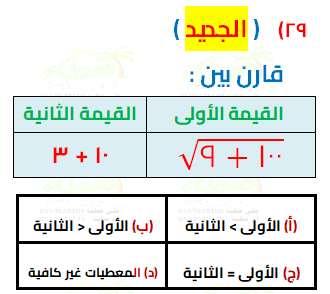 ٢٩) ( الجديد )
قارن بين :
القيمة الأولى
القيمة الثانية
√١٠٠ + ٩
١٠ + ٣
(أ) الأولى > الثانية
(ب) الأولى < الثانية
(ج) الأولى = الثانية
(د) المعطيات غير كافية